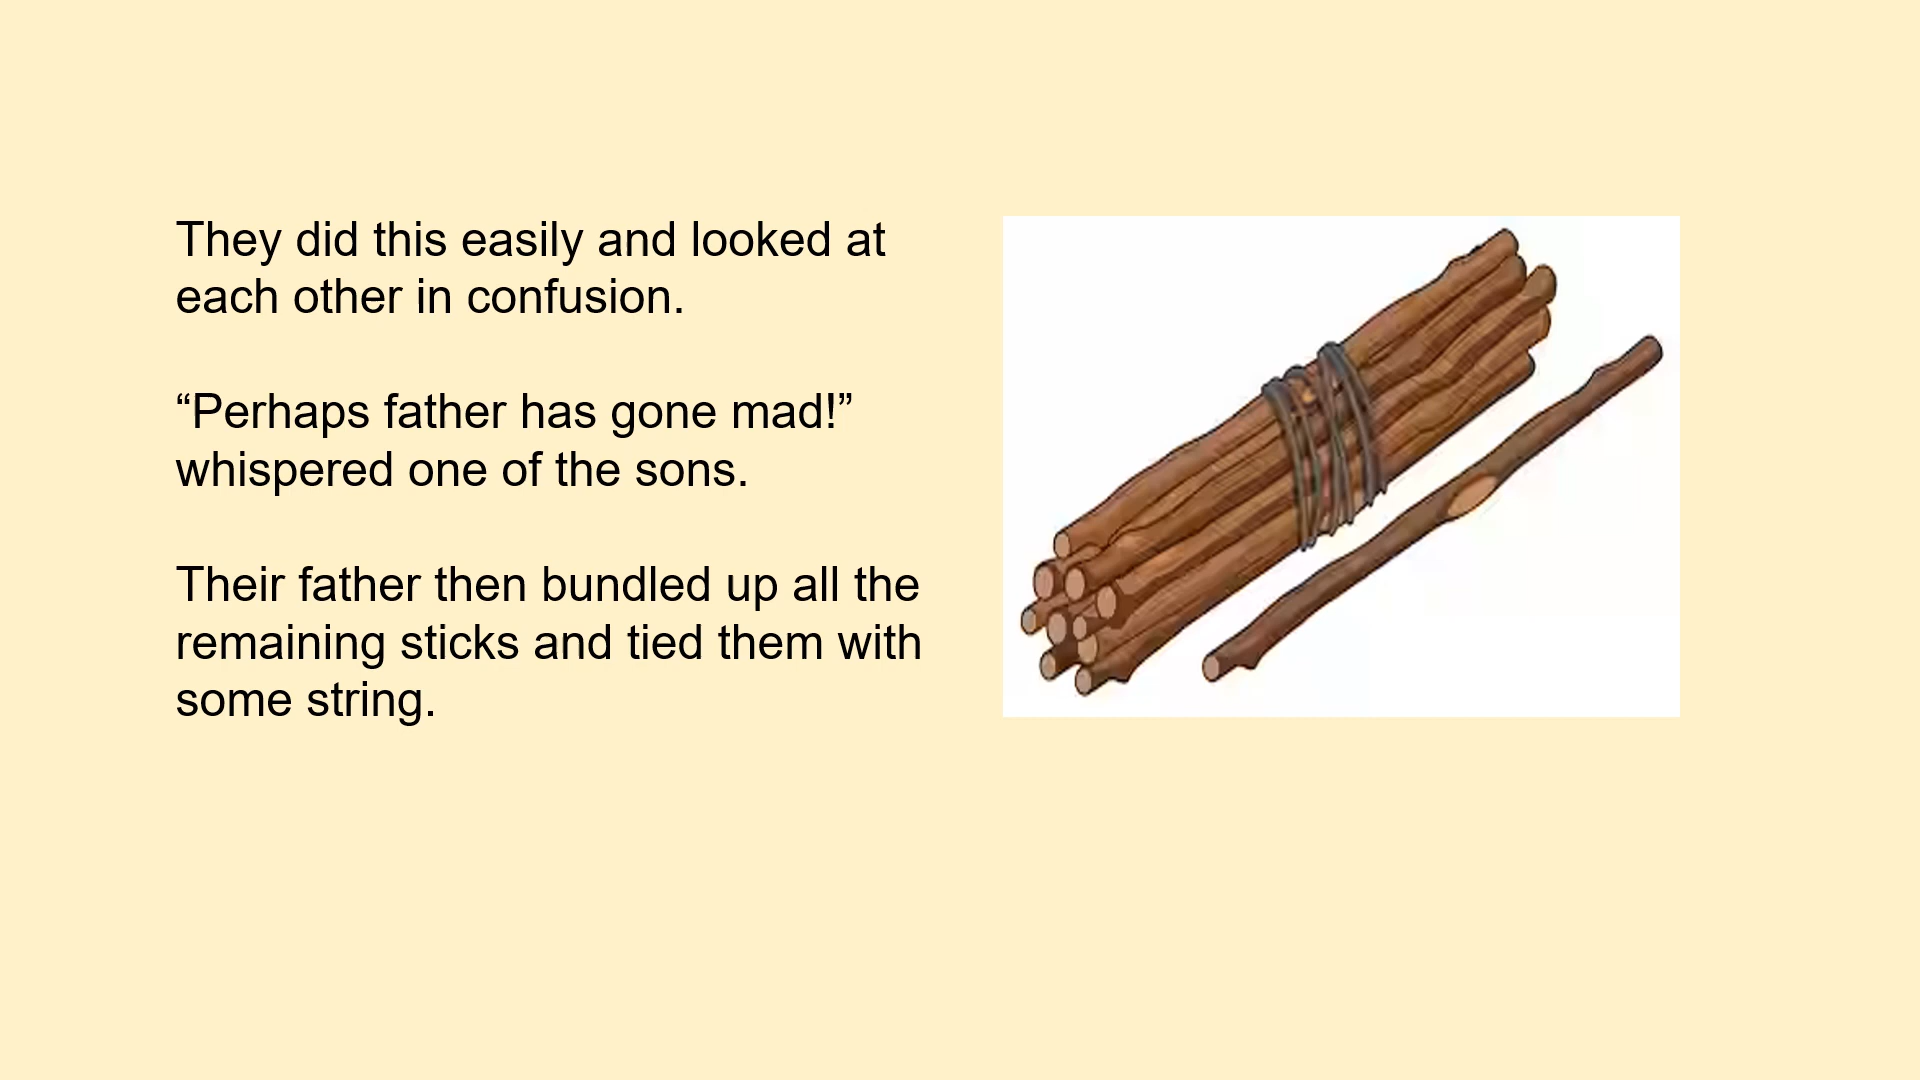 They did this easily and looked at
each other in confusion.
“Perhaps father has gone mad!”
whispered one of the sons.
Their father then bundled up all the
remaining sticks and tied them with
some string.